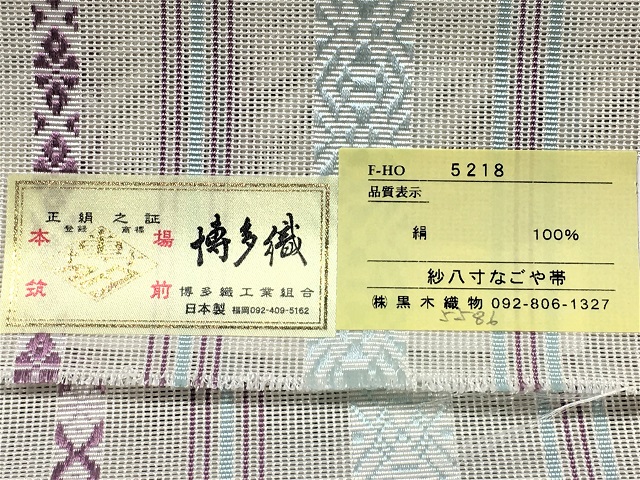 正絹之証
登録 商標
本場
筑前
博多織
博多織工業組合
日本製 福岡092-409-5162
F-HO 5218
品質表示
絹 100%
紗八寸なごや帯
㈱黒木織物 092-806-1327